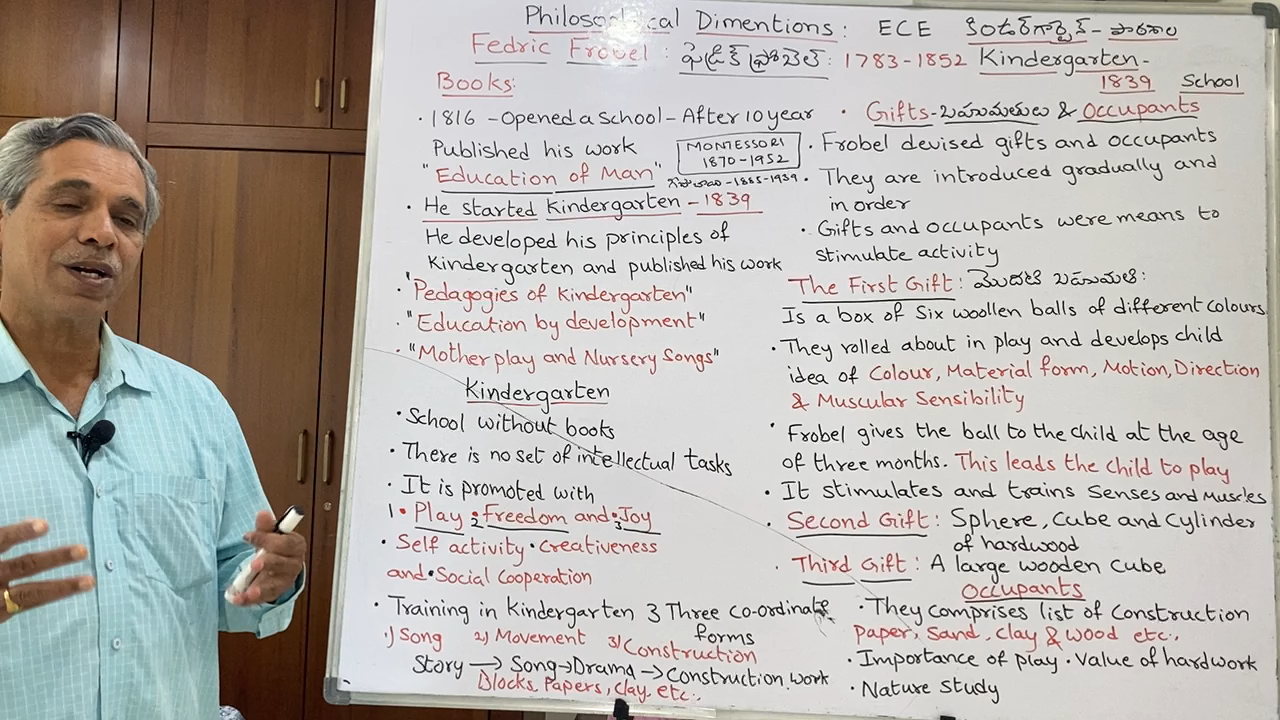 Philosophical Dimentions : ECE కిండర్‌గార్టెన్ - పాఠశాల
Fedric Frobel : ఫ్రెడ్రిక్ ఫ్రోబెల్ : 1783-1852 Kindergarten-
1839 School
Books:
· 1816 - Opened a school - After 10 year
Published his work
"Education of Man"
MONTESSORI
1870-1952
1885-1939
· He started Kindergarten - 1839
He developed his principles of
Kindergarten and published his work
· "Pedagogies of Kindergarten"
· "Education by development"
· "Mother play and Nursery Songs"
Kindergarten
· School without books
· There is no set of intellectual tasks
· It is promoted with
1· Play 2·freedom and 3·Joy
· Self activity · Creativeness
and · Social Cooperation
· Training in Kindergarten 3 Three co-ordinate
forms
1) Song 2) Movement 3) Construction
Story → Song → Drama → Construction work
Blocks, Papers, clay. etc.,
· Gifts - బహుమతులు & Occupants
· Frobel devised gifts and occupants
· They are introduced gradually and
in order
· Gifts and occupants were means to
stimulate activity
The First Gift : మొదటి బహుమతి :
Is a box of Six woollen balls of different colours
· They rolled about in play and develops child
idea of Colour, Material form, Motion, Direction
& Muscular Sensibility
· Frobel gives the ball to the child at the age
of three months. This leads the child to play
· It stimulates and trains Senses and Muscles
· Second Gift : Sphere, Cube and Cylinder
of hardwood
· Third Gift : A large wooden cube
Occupants
· They comprises list of construction
Paper, Sand, Clay & wood etc.,
· Importance of play · Value of hardwork
· Nature study